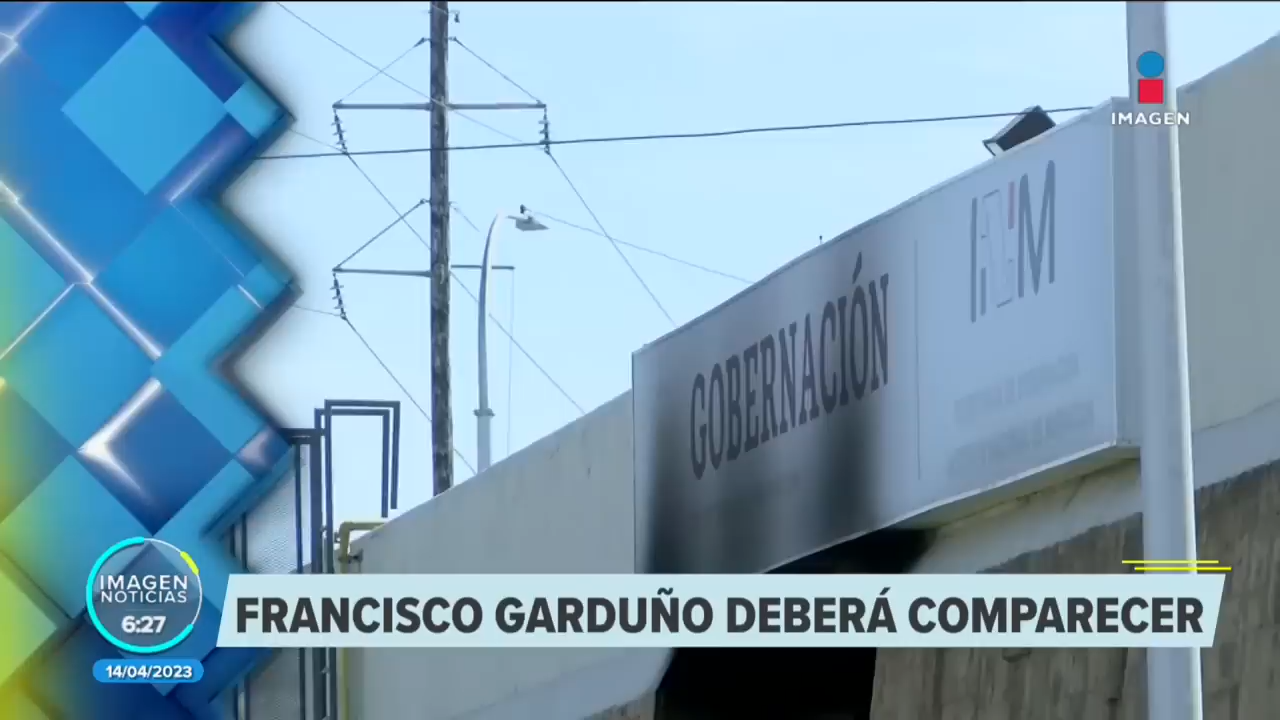 IMAGEN
GOBERNACIÓN
INM
IMAGEN
NOTICIAS
6:27
14/04/2023
FRANCISCO GARDUÑO DEBERÁ COMPARECER